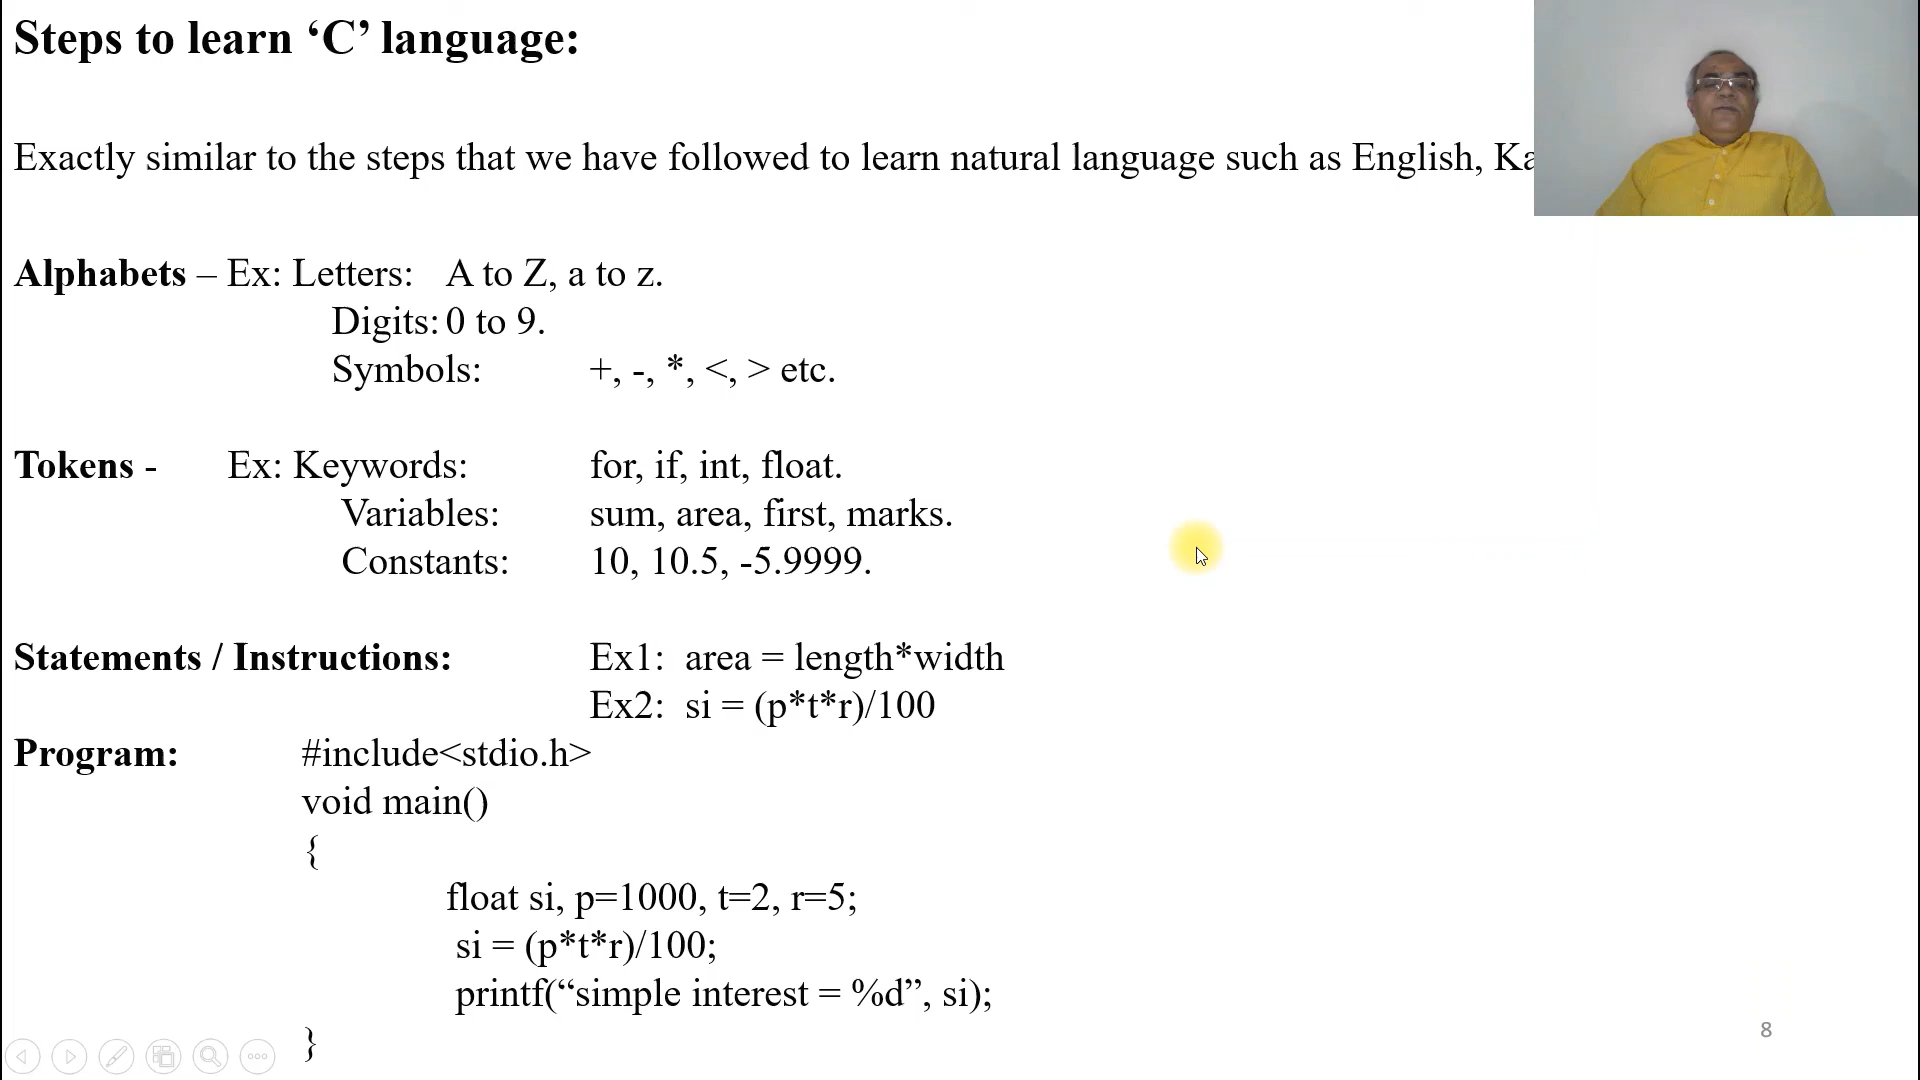 Steps to learn ‘C’ language:
Exactly similar to the steps that we have followed to learn natural language such as English,
Alphabets – Ex: Letters: A to Z, a to z.
Digits: 0 to 9.
Symbols: +, -, *, <, > etc.
Tokens - Ex: Keywords: for, if, int, float.
Variables: sum, area, first, marks.
Constants: 10, 10.5, -5.9999.
Statements / Instructions: Ex1: area = length*width
Ex2: si = (p*t*r)/100
Program: #include<stdio.h>
void main()
{
float si, p=1000, t=2, r=5;
si = (p*t*r)/100;
printf(“simple interest = %d”, si);
}
8